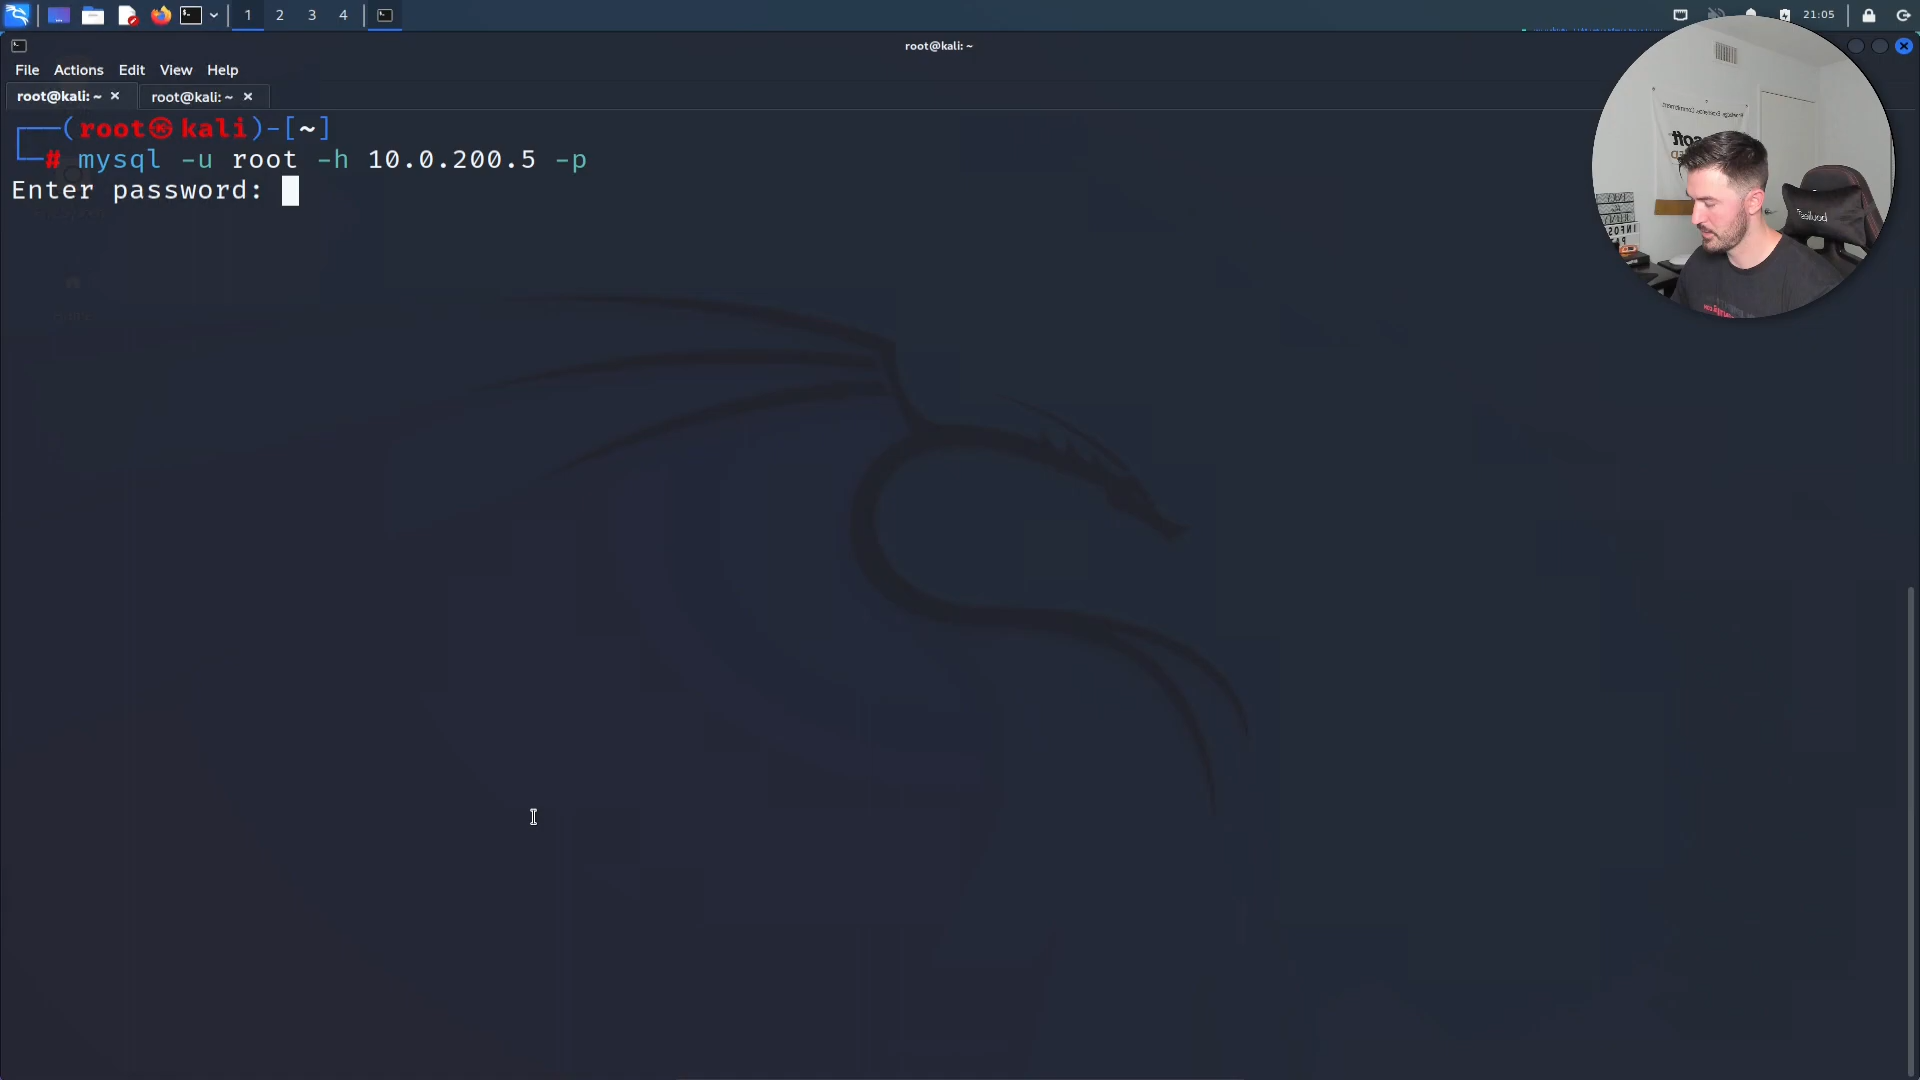 1 2 3 4
21:05
root@kali: ~
File Actions Edit View Help
root@kali: ~ × root@kali: ~ ×
┌──(root㉿kali)-[~]
└─# mysql -u root -h 10.0.200.5 -p
Enter password: